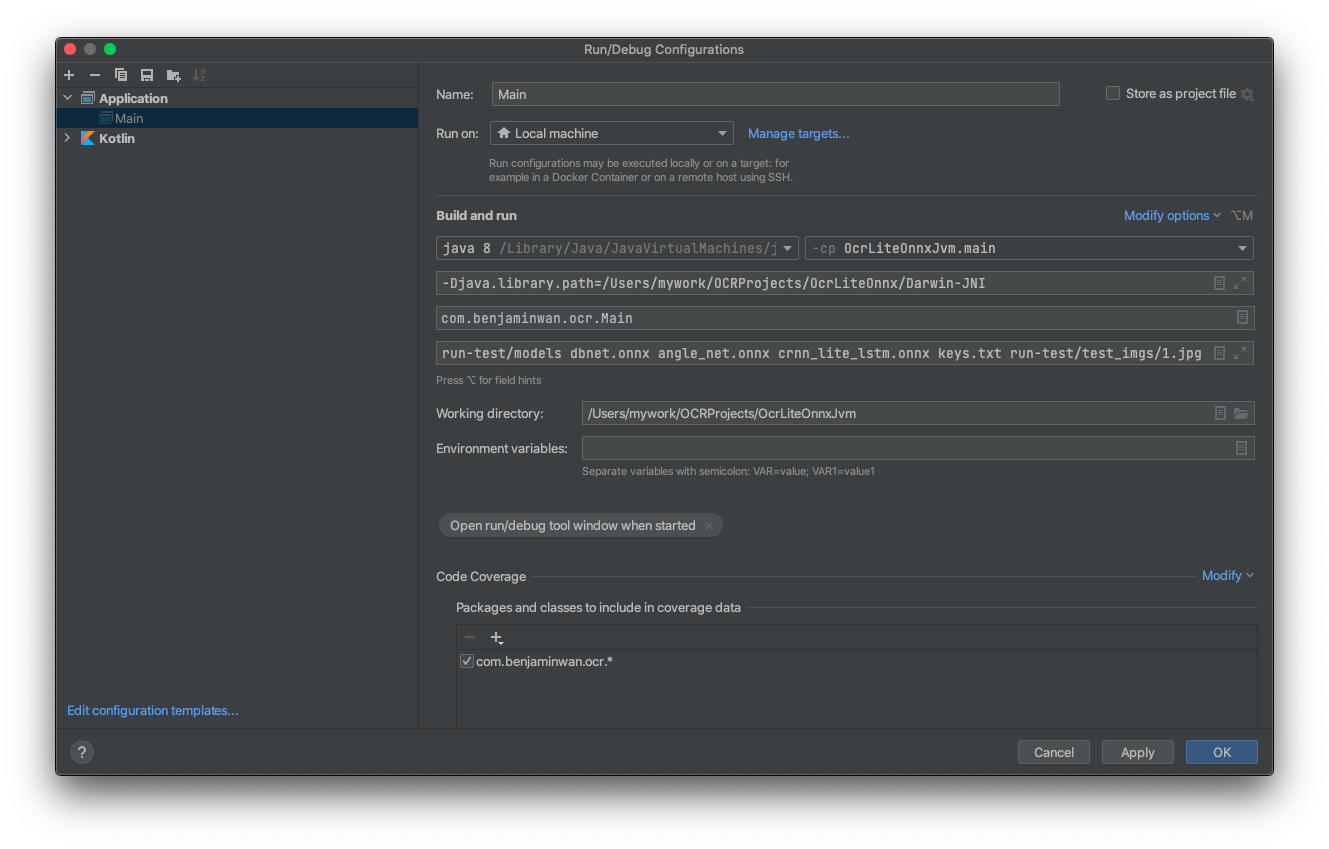 Run/Debug Configurations
Application
Main
Kotlin
Edit configuration templates...
Name: Main
Store as project file
Run on: Local machine Manage targets...
Run configurations may be executed locally or on a target: for
example in a Docker Container or on a remote host using SSH.
Build and run
Modify options ⌥M
java 8 /Library/Java/JavaVirtualMachines/j
-cp OcrLiteOnnxJvm.main
-Djava.library.path=/Users/mywork/OCRProjects/OcrLiteOnnx/Darwin-JNI
com.benjaminwan.ocr.Main
run-test/models dbnet.onnx angle_net.onnx crnn_lite_lstm.onnx keys.txt run-test/test_imgs/1.jpg
Press ⌥ for field hints
Working directory: /Users/mywork/OCRProjects/OcrLiteOnnxJvm
Environment variables:
Separate variables with semicolon: VAR=value; VAR1=value1
Open run/debug tool window when started
Code Coverage
Modify
Packages and classes to include in coverage data
com.benjaminwan.ocr.*
?
Cancel
Apply
OK